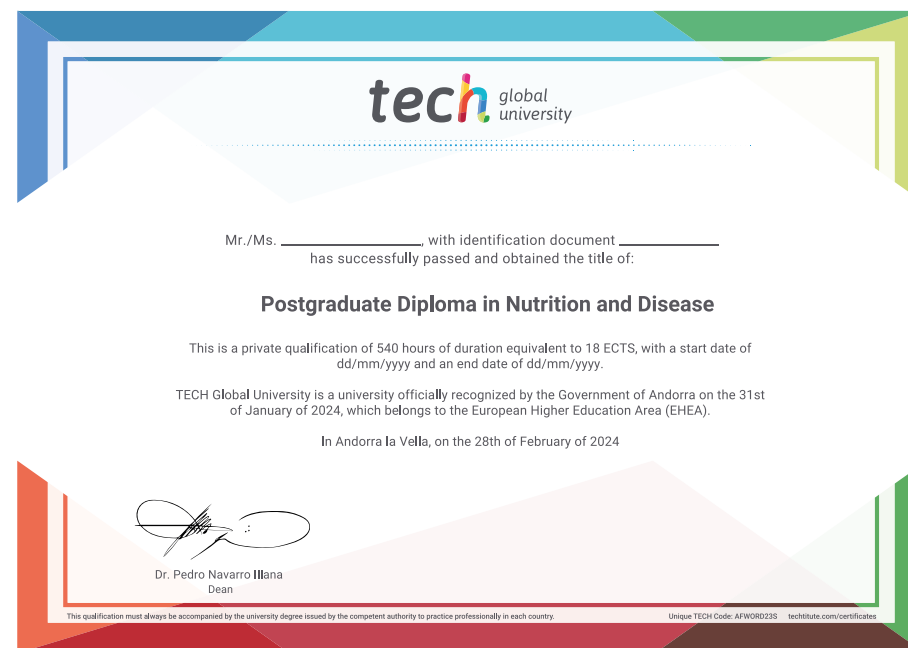 tech global university
Mr./Ms. ____________, with identification document ____________
has successfully passed and obtained the title of:
Postgraduate Diploma in Nutrition and Disease
This is a private qualification of 540 hours of duration equivalent to 18 ECTS, with a start date of
dd/mm/yyyy and an end date of dd/mm/yyyy.
TECH Global University is a university officially recognized by the Government of Andorra on the 31st
of January of 2024, which belongs to the European Higher Education Area (EHEA).
In Andorra la Vella, on the 28th of February of 2024
Dr. Pedro Navarro Illana
Dean
This qualification must always be accompanied by the university degree issued by the competent authority to practice professionally in each country.
Unique TECH Code: AFWORD23S techtitute.com/certificates